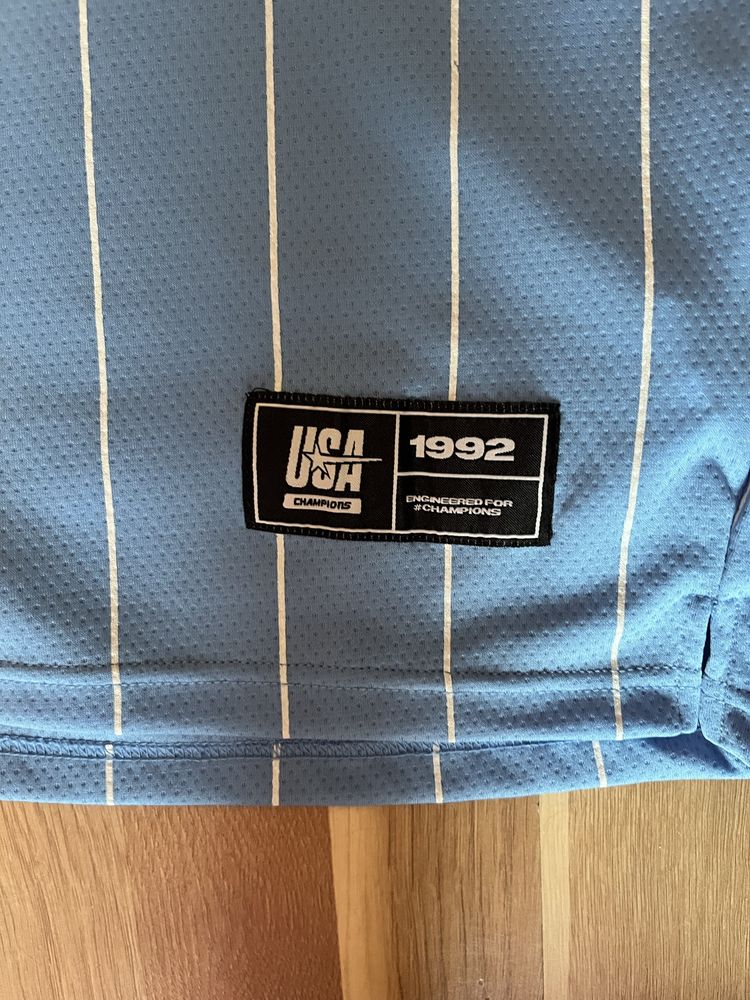 USA
CHAMPIONS
1992
ENGINEERED FOR
#CHAMPIONS